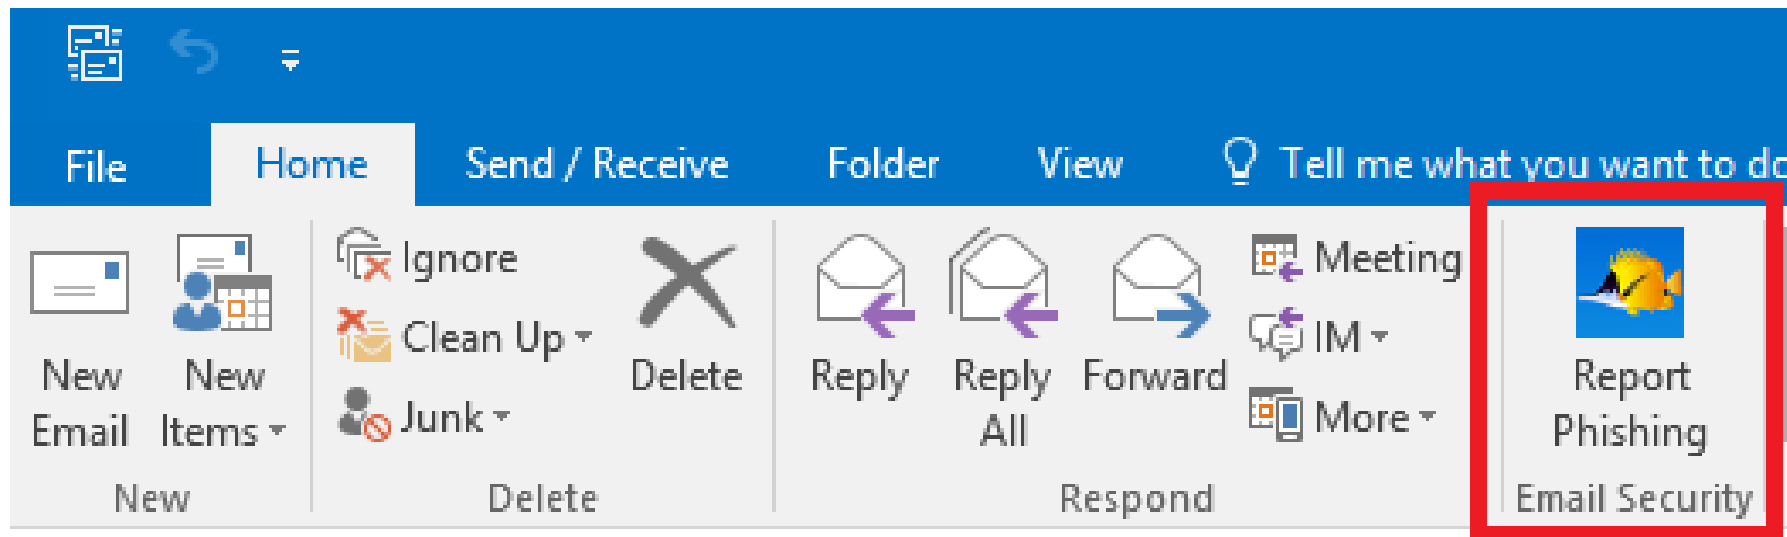 File Home Send / Receive Folder View Tell me what you want to do
New
Email
New
Items
New
Ignore
Clean Up
Junk
Delete
Delete
Reply
Reply
All
Forward
Meeting
IM
More
Respond
Report
Phishing
Email Security